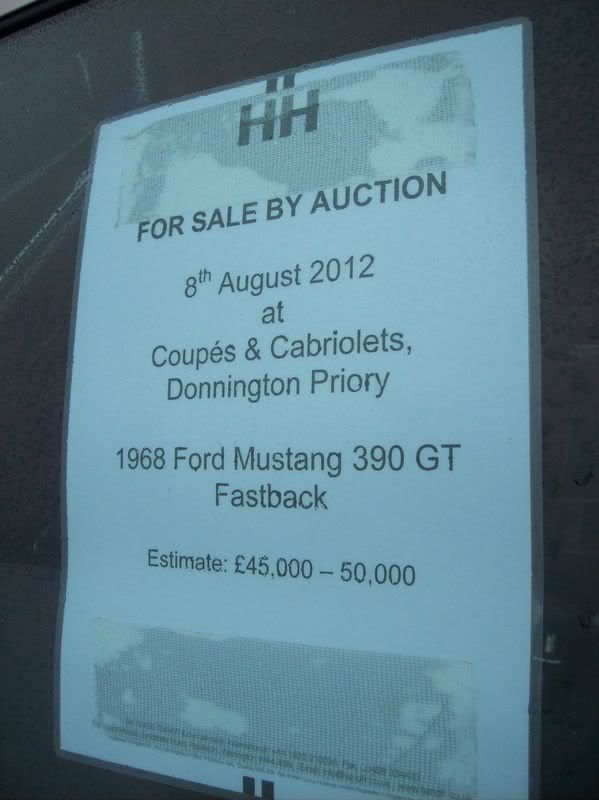 HH
FOR SALE BY AUCTION
8th August 2012
at
Coupés & Cabriolets,
Donnington Priory
1968 Ford Mustang 390 GT
Fastback
Estimate: £45,000 – 50,000